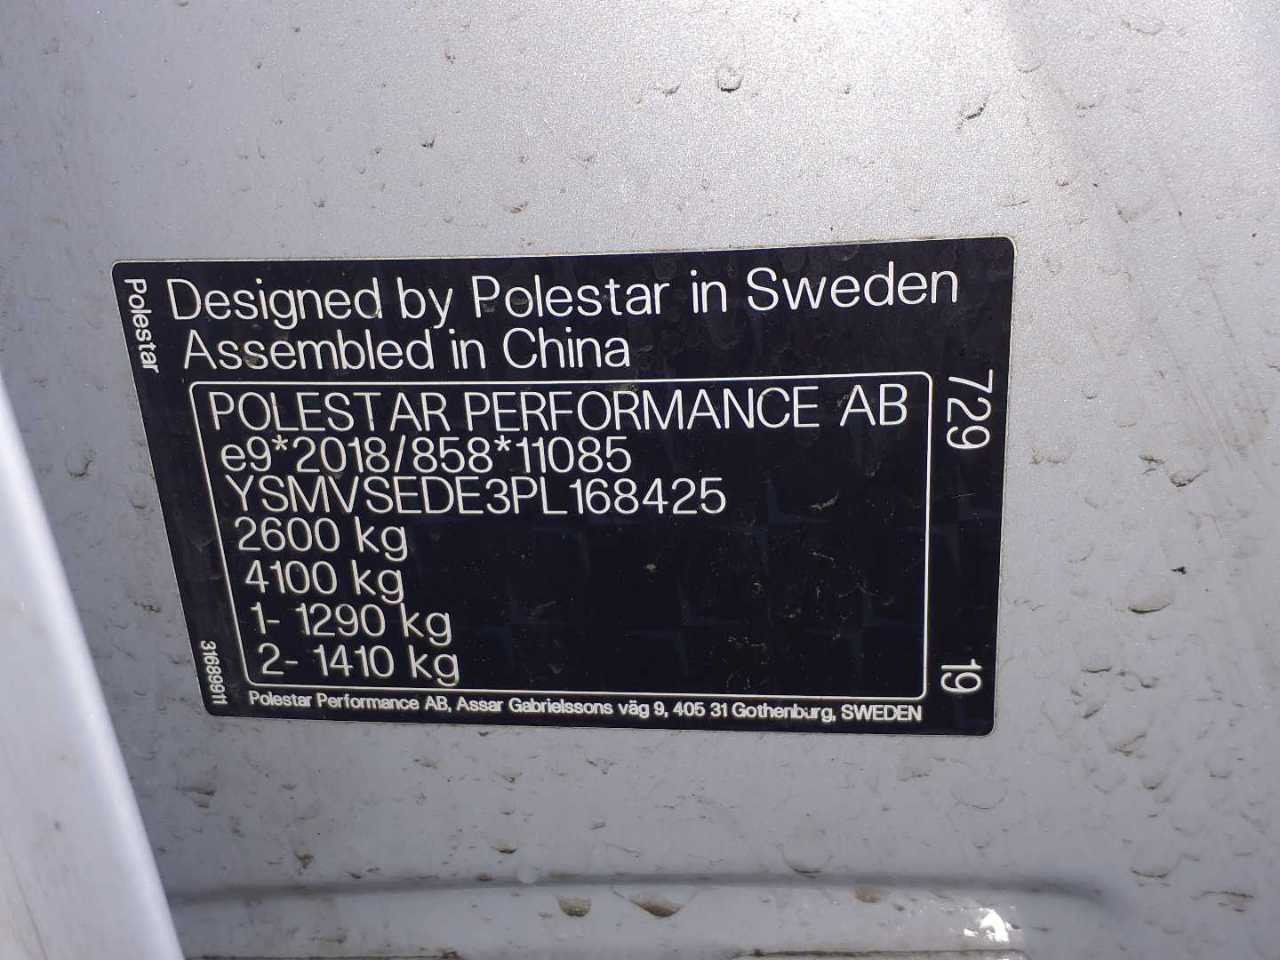 Polestar
Designed by Polestar in Sweden
Assembled in China
POLESTAR PERFORMANCE AB
e9*2018/858*11085
YSMVSEDE3PL168425
2600 kg
4100 kg
1- 1290 kg
2- 1410 kg
729
19
31689911
Polestar Performance AB, Assar Gabrielssons väg 9, 405 31 Gothenburg, SWEDEN